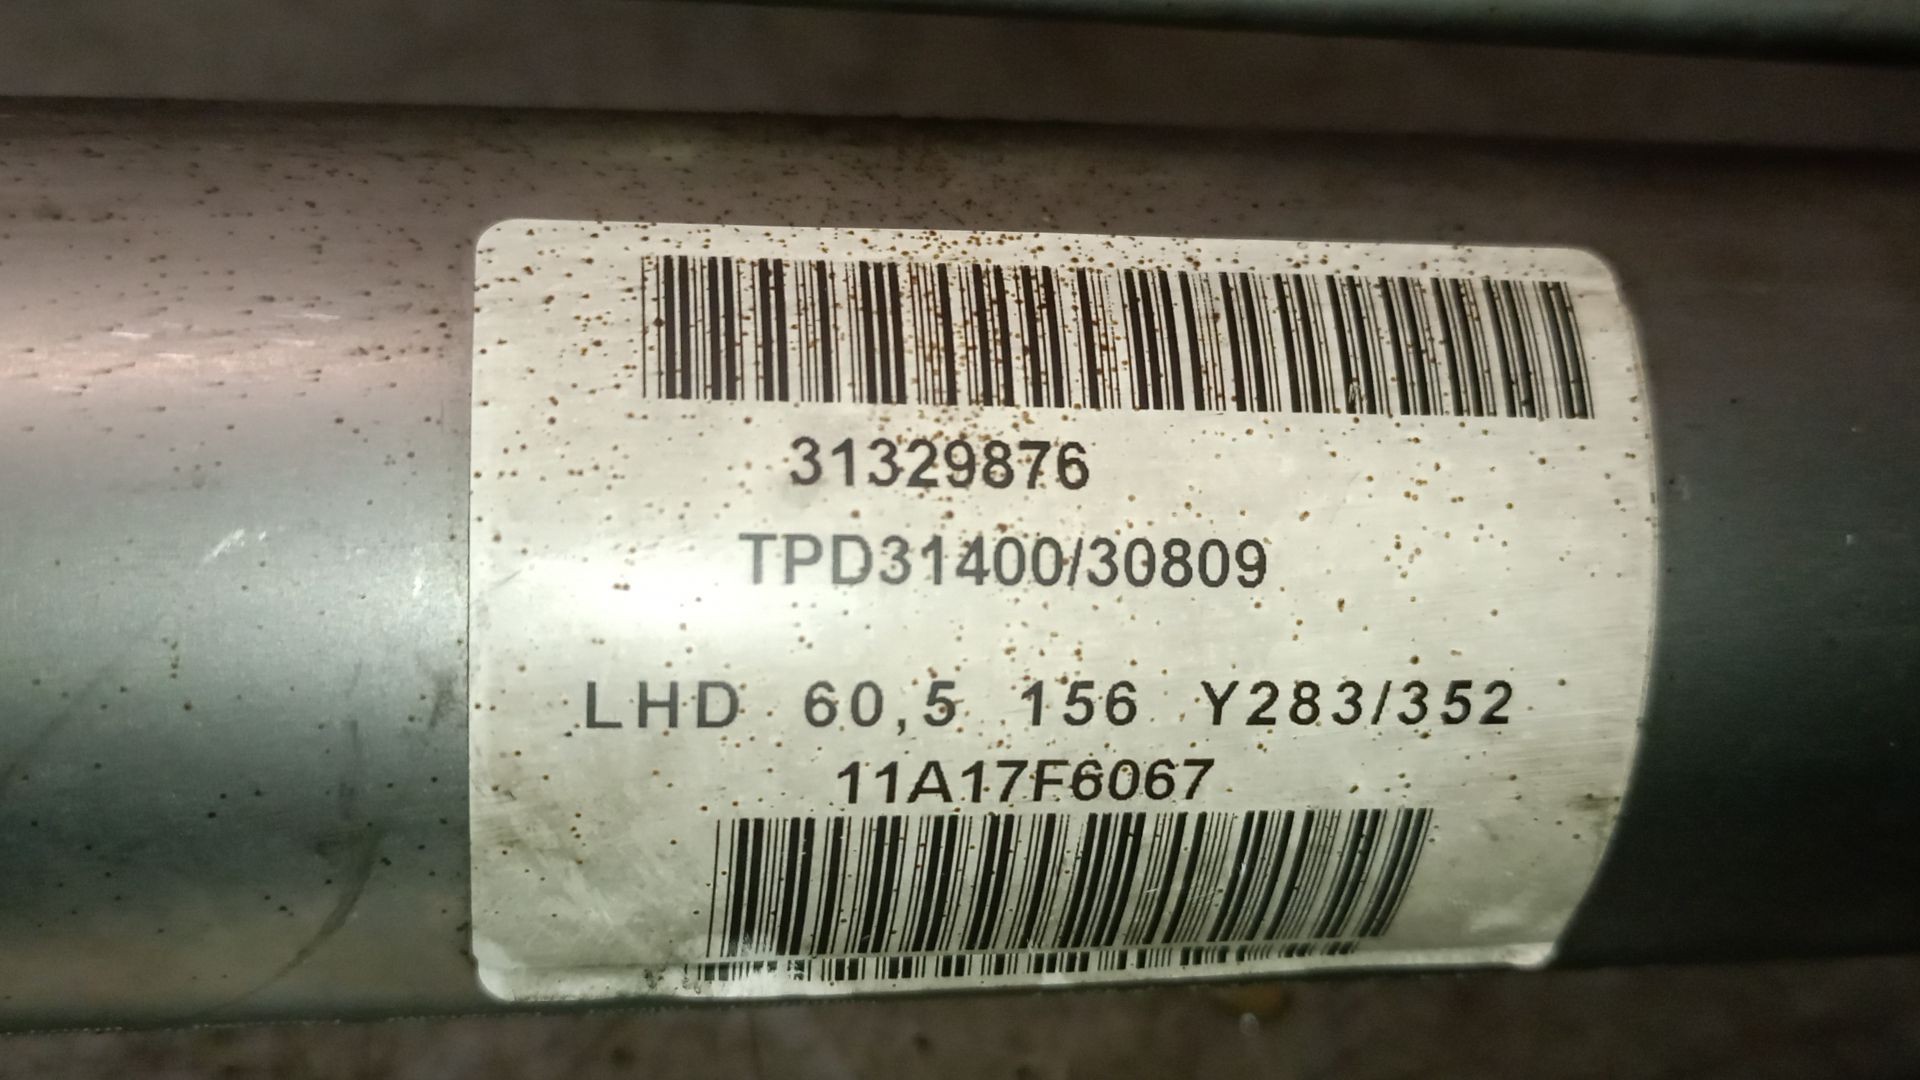 31329876
TPD31400/30809
LHD 60,5 156 Y283/352
11A17F6067